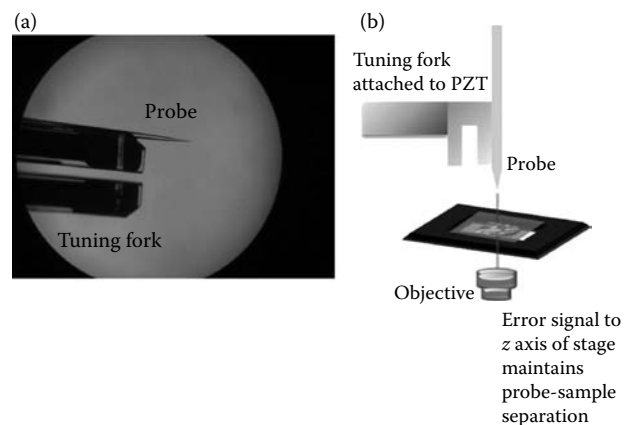 (a)
Probe
Tuning fork
(b)
Tuning fork
attached to PZT
Probe
Objective
Error signal to
z axis of stage
maintains
probe-sample
separation